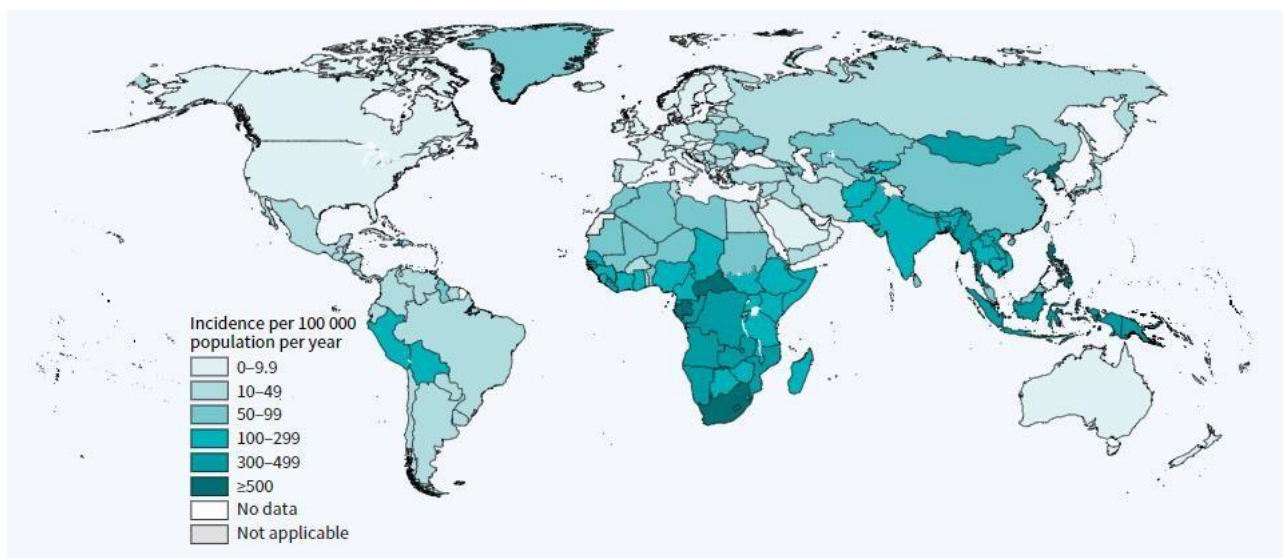 Incidence per 100 000
population per year
0–9.9
10–49
50–99
100–299
300–499
≥500
No data
Not applicable